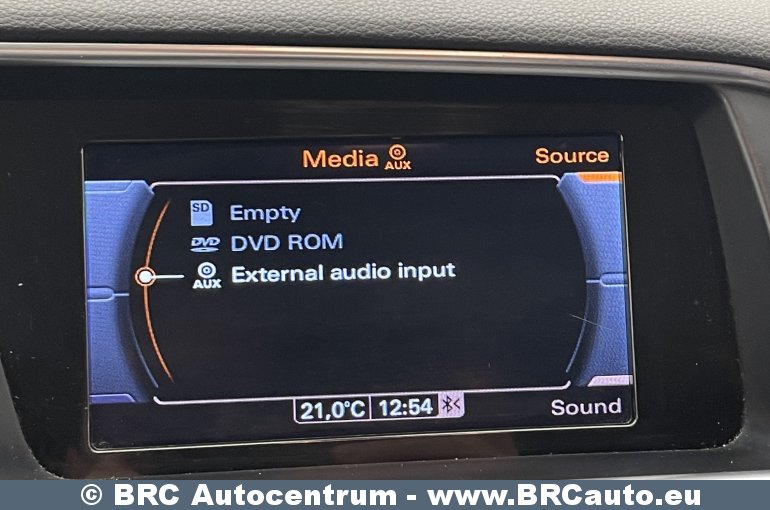 Media AUX Source
SD Empty
DVD DVD ROM
AUX External audio input
21,0°C 12:54
Sound
© BRC Autocentrum - www.BRCauto.eu